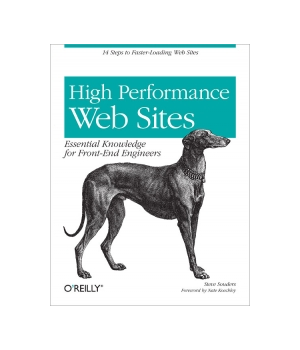 14 Steps to Faster-Loading Web Sites
High Performance
Web Sites
Essential Knowledge
for Front-End Engineers
O'REILLY®
Steve Souders
Foreword by Nate Koechley